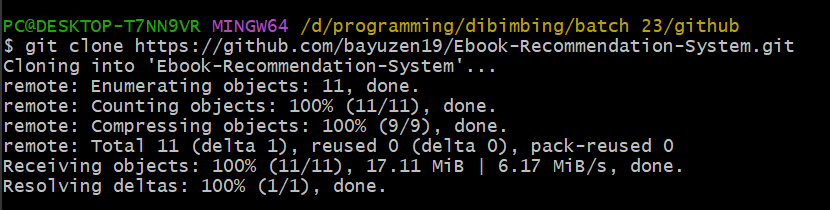 PC@DESKTOP-T7NN9VR MINGW64 /d/programming/dibimbing/batch 23/github
$ git clone https://github.com/bayuzen19/Ebook-Recommendation-System.git
Cloning into 'Ebook-Recommendation-System'...
remote: Enumerating objects: 11, done.
remote: Counting objects: 100% (11/11), done.
remote: Compressing objects: 100% (9/9), done.
remote: Total 11 (delta 1), reused 0 (delta 0), pack-reused 0
Receiving objects: 100% (11/11), 17.11 MiB | 6.17 MiB/s, done.
Resolving deltas: 100% (1/1), done.